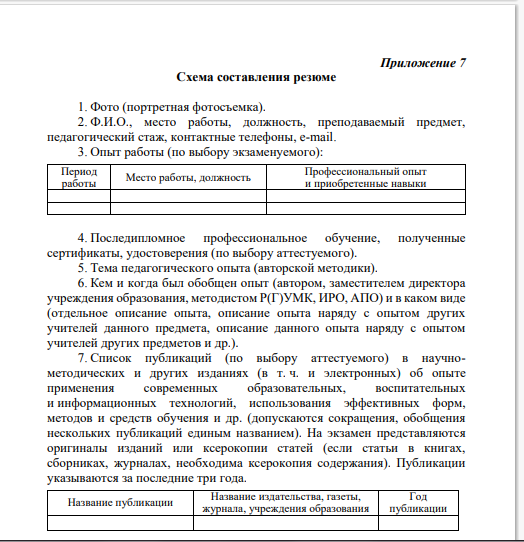 Приложение 7
Схема составления резюме
1. Фото (портретная фотосъемка).
2. Ф.И.О., место работы, должность, преподаваемый предмет,
педагогический стаж, контактные телефоны, e-mail.
3. Опыт работы (по выбору экзаменуемого):
Период
работы
Место работы, должность
Профессиональный опыт
и приобретенные навыки
4. Последипломное профессиональное обучение, полученные
сертификаты, удостоверения (по выбору аттестуемого).
5. Тема педагогического опыта (авторской методики).
6. Кем и когда был обобщен опыт (автором, заместителем директора
учреждения образования, методистом Р(Г)УМК, ИРО, АПО) и в каком виде
(отдельное описание опыта, описание опыта наряду с опытом других
учителей данного предмета, описание данного опыта наряду с опытом
учителей других предметов и др.).
7. Список публикаций (по выбору аттестуемого) в научно-
методических и других изданиях (в т. ч. и электронных) об опыте
применения современных образовательных, воспитательных
и информационных технологий, использования эффективных форм,
методов и средств обучения и др. (допускаются сокращения, обобщения
нескольких публикаций единым названием). На экзамен представляются
оригиналы изданий или ксерокопии статей (если статьи в книгах,
сборниках, журналах, необходима ксерокопия содержания). Публикации
указываются за последние три года.
Название публикации
Название издательства, газеты,
журнала, учреждения образования
Год
публикации